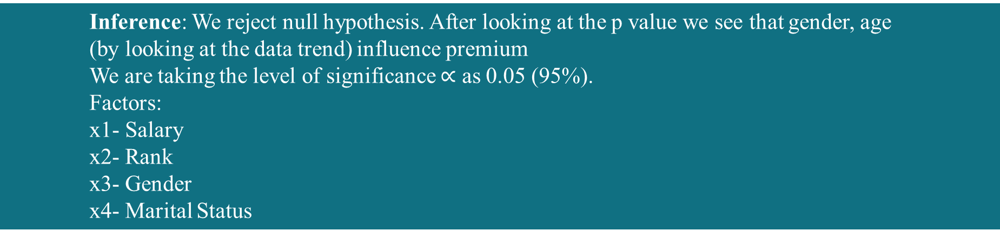 Inference: We reject null hypothesis. After looking at the p value we see that gender, age
(by looking at the data trend) influence premium
We are taking the level of significance ∝ as 0.05 (95%).
Factors:
x1- Salary
x2- Rank
x3- Gender
x4- Marital Status